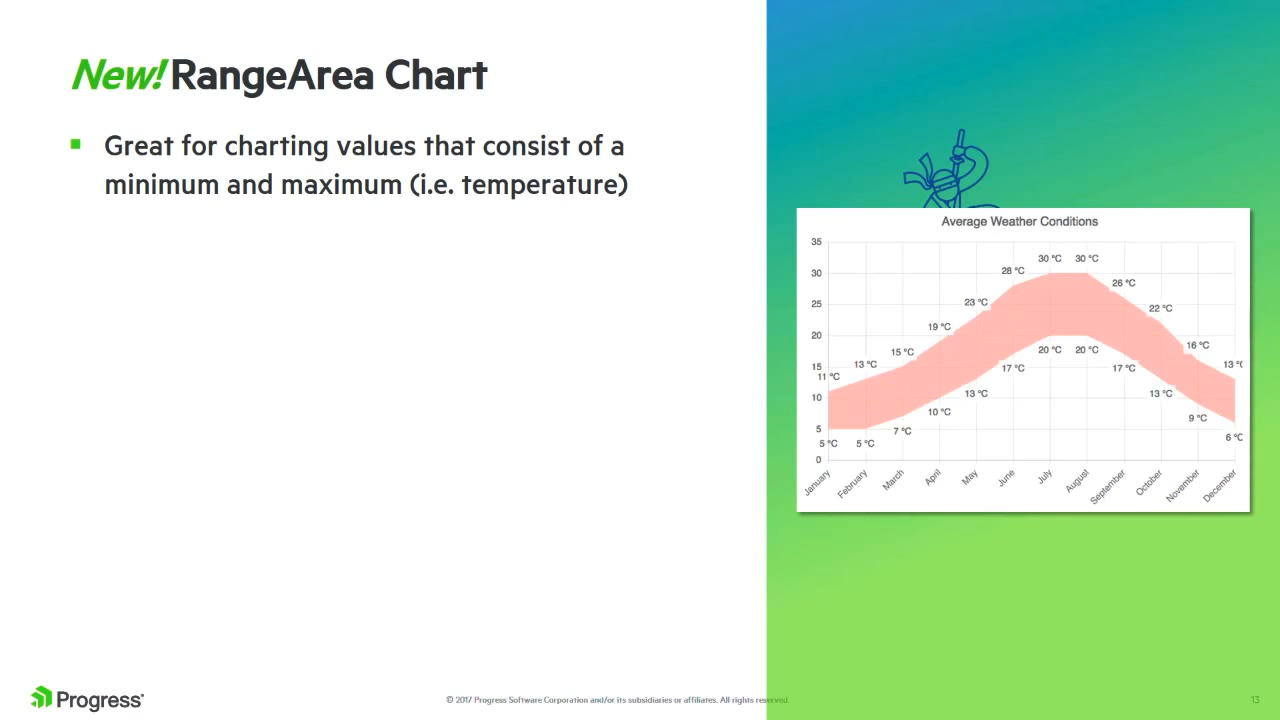 New! RangeArea Chart
Great for charting values that consist of a
minimum and maximum (i.e. temperature)
Average Weather Conditions
35
30
25
20
15
10
5
0
11 °C
13 °C
15 °C
19 °C
23 °C
28 °C
30 °C
30 °C
26 °C
22 °C
16 °C
13 °C
5 °C
5 °C
7 °C
10 °C
13 °C
17 °C
20 °C
20 °C
17 °C
13 °C
9 °C
6 °C
January
February
March
April
May
June
July
August
September
October
November
December
Progress
© 2017 Progress Software Corporation and/or its subsidiaries or affiliates. All rights reserved.
13